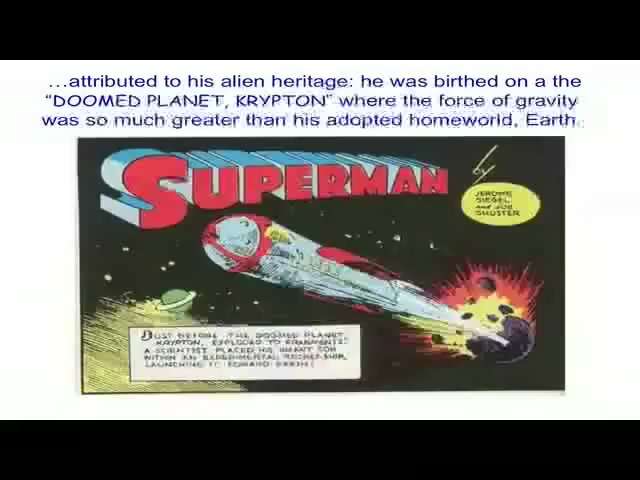 ...attributed to his alien heritage: he was birthed on a the
"DOOMED PLANET, KRYPTON" where the force of gravity
was so much greater than his adopted homeworld, Earth
SUPERMAN
by
JEROME
SIEGEL
and JOE
SHUSTER
JUST BEFORE THE DOOMED PLANET
KRYPTON, EXPLODED TO FRAGMENTS,
A SCIENTIST PLACED HIS INFANT SON
WITHIN AN EXPERIMENTAL ROCKET-SHIP,
LAUNCHING IT TOWARD EARTH!